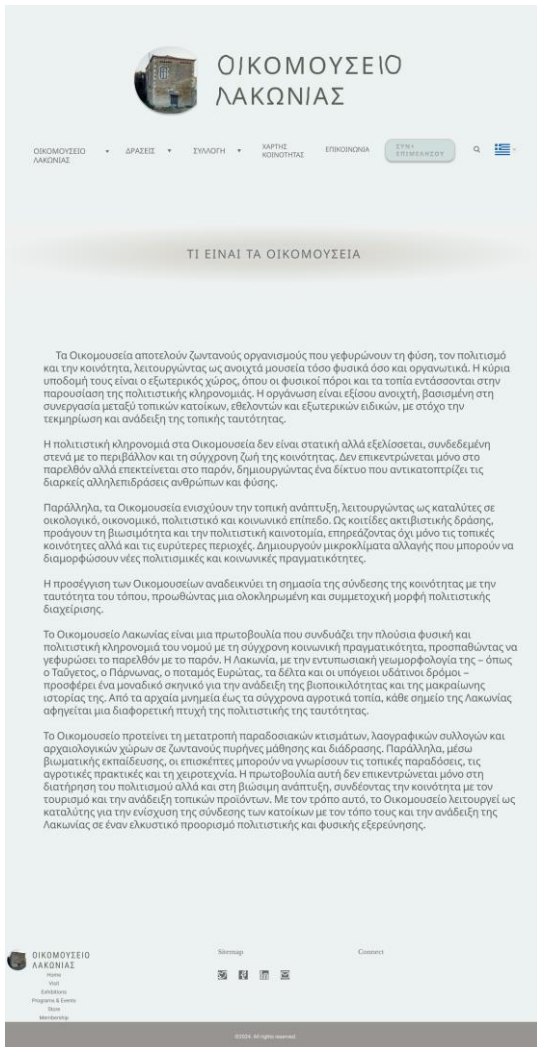 ΟΙΚΟΜΟΥΣΕΙΟ
ΛΑΚΩΝΙΑΣ
ΟΙΚΟΜΟΥΣΕΙΟ
ΛΑΚΩΝΙΑΣ
ΔΡΑΣΕΙΣ
ΣΥΛΛΟΓΗ
ΧΑΡΤΗΣ
ΚΟΙΝΟΤΗΤΑΣ
ΕΠΙΚΟΙΝΩΝΙΑ
ΣΥΝ+
ΕΠΙΜΕΛΗΣΟΥ
ΤΙ ΕΙΝΑΙ ΤΑ ΟΙΚΟΜΟΥΣΕΙΑ
Τα Οικομουσεία αποτελούν ζωντανούς οργανισμούς που γεφυρώνουν τη φύση, τον πολιτισμό
και την κοινότητα, λειτουργώντας ως ανοιχτά μουσεία τόσο φυσικά όσο και οργανωτικά. Η κύρια
υποδομή τους είναι ο εξωτερικός χώρος, όπου οι φυσικοί πόροι και τα τοπία εντάσσονται στην
παρουσίαση της πολιτιστικής κληρονομιάς. Η οργάνωση είναι εξίσου ανοιχτή, βασισμένη στη
συνεργασία μεταξύ τοπικών κατοίκων, εθελοντών και εξωτερικών ειδικών, με στόχο την
τεκμηρίωση και ανάδειξη της τοπικής ταυτότητας.
Η πολιτιστική κληρονομιά στα Οικομουσεία δεν είναι στατική αλλά εξελίσσεται, συνδεδεμένη
στενά με το περιβάλλον και τη σύγχρονη ζωή της κοινότητας. Δεν επικεντρώνεται μόνο στο
παρελθόν αλλά επεκτείνεται στο παρόν, δημιουργώντας ένα δίκτυο που αντικατοπτρίζει τις
διαρκείς αλληλεπιδράσεις ανθρώπων και φύσης.
Παράλληλα, τα Οικομουσεία ενισχύουν την τοπική ανάπτυξη, λειτουργώντας ως καταλύτες σε
οικολογικό, οικονομικό, πολιτιστικό και κοινωνικό επίπεδο. Ως κοιτίδες ακτιβιστικής δράσης,
προάγουν τη βιωσιμότητα και την πολιτιστική καινοτομία, επηρεάζοντας όχι μόνο τις τοπικές
κοινότητες αλλά και τις ευρύτερες περιοχές. Δημιουργούν μικροκλίματα αλλαγής που μπορούν να
διαμορφώσουν νέες πολιτισμικές και κοινωνικές πραγματικότητες.
Η προσέγγιση των Οικομουσείων αναδεικνύει τη σημασία της σύνδεσης της κοινότητας με την
ταυτότητα του τόπου, προωθώντας μια ολοκληρωμένη και συμμετοχική μορφή πολιτιστικής
διαχείρισης.
Το Οικομουσείο Λακωνίας είναι μια πρωτοβουλία που συνδυάζει την πλούσια φυσική και
πολιτιστική κληρονομιά του νομού με τη σύγχρονη κοινωνική πραγματικότητα, προσπαθώντας να
γεφυρώσει το παρελθόν με το παρόν. Η Λακωνία, με την εντυπωσιακή γεωμορφολογία της – όπως
ο Ταΰγετος, ο Πάρνωνας, ο ποταμός Ευρώτας, τα δέλτα και οι υπόγειοι υδάτινοι δρόμοι –
προσφέρει ένα μοναδικό σκηνικό για την ανάδειξη της βιοποικιλότητας και της μακραίωνης
ιστορίας της. Από τα αρχαία μνημεία έως τα σύγχρονα αγροτικά τοπία, κάθε σημείο της Λακωνίας
αφηγείται μια διαφορετική πτυχή της πολιτιστικής της ταυτότητας.
Το Οικομουσείο προτείνει τη μετατροπή παραδοσιακών κτισμάτων, λαογραφικών συλλογών και
αρχαιολογικών χώρων σε ζωντανούς πυρήνες μάθησης και διάδρασης. Παράλληλα, μέσω
βιωματικής εκπαίδευσης, οι επισκέπτες μπορούν να γνωρίσουν τις τοπικές παραδόσεις, τις
αγροτικές πρακτικές και τη χειροτεχνία. Η πρωτοβουλία αυτή δεν επικεντρώνεται μόνο στη
διατήρηση του πολιτισμού αλλά και στη βιώσιμη ανάπτυξη, συνδέοντας την κοινότητα με τον
τουρισμό και την ανάδειξη τοπικών προϊόντων. Με τον τρόπο αυτό, το Οικομουσείο λειτουργεί ως
καταλύτης για την ενίσχυση της σύνδεσης των κατοίκων με τον τόπο τους και την ανάδειξη της
Λακωνίας σε έναν ελκυστικό προορισμό πολιτιστικής και φυσικής εξερεύνησης.
ΟΙΚΟΜΟΥΣΕΙΟ
ΛΑΚΩΝΙΑΣ
Home
Visit
Exhibitions
Programs & Events
Store
Membership
Sitemap
Connect
©2024 All rights reserved.